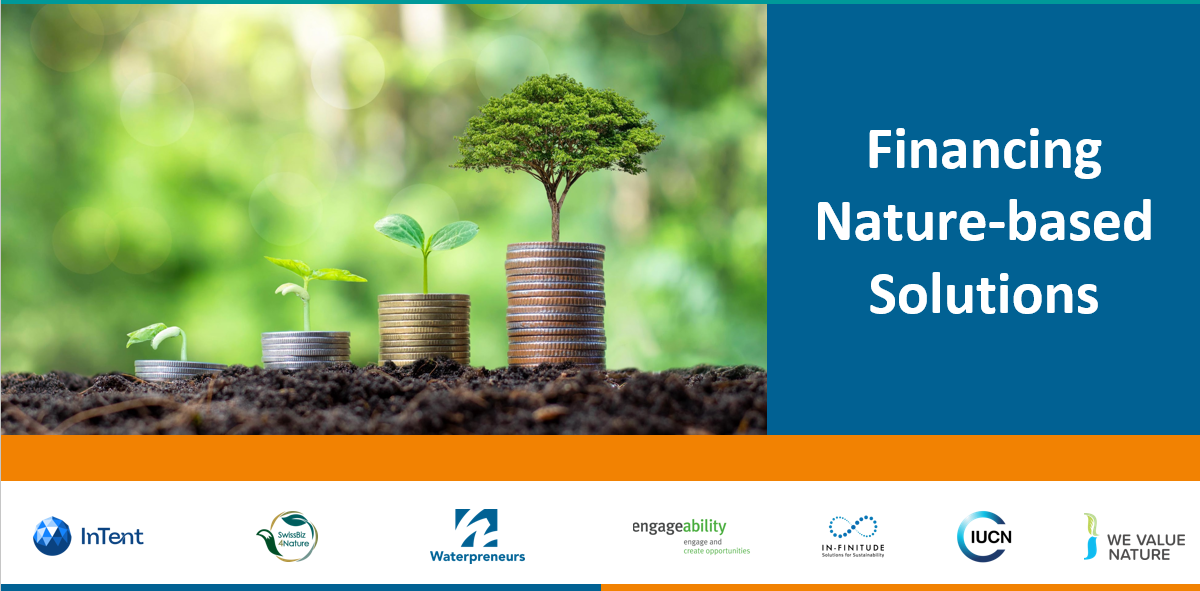 Financing
Nature-based
Solutions
InTent
SwissBiz
4Nature
Waterpreneurs
engageability
engage and
create opportunities
IN-FINITUDE
Solutions for Sustainability
IUCN
WE VALUE
NATURE